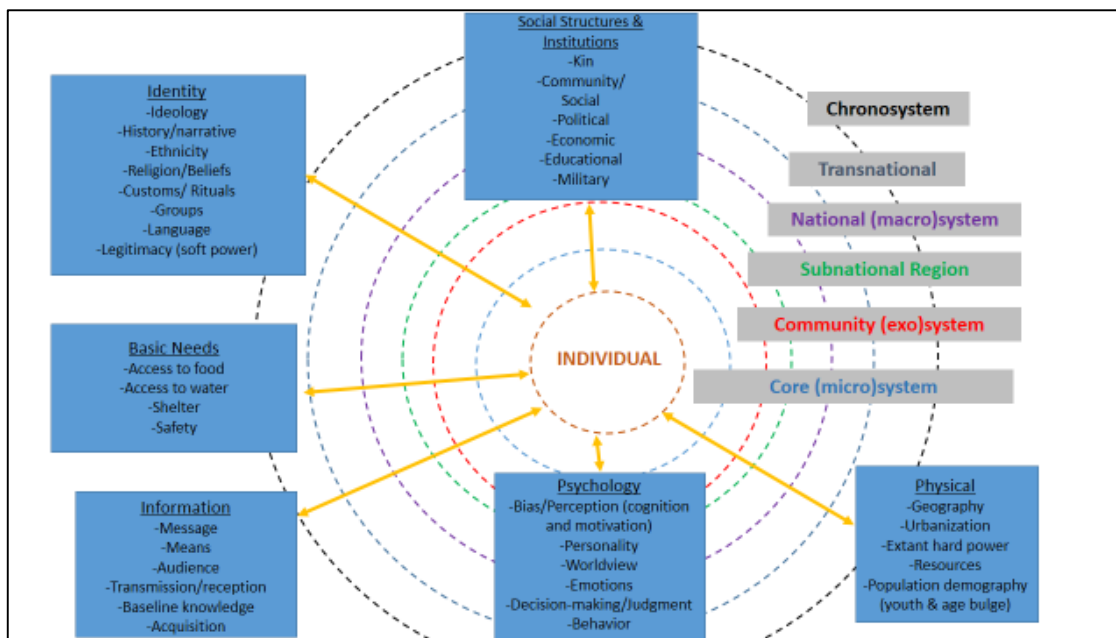 Social Structures &
Institutions
-Kin
-Community/
Social
-Political
-Economic
-Educational
-Military
Identity
-Ideology
-History/narrative
-Ethnicity
-Religion/Beliefs
-Customs/ Rituals
-Groups
-Language
-Legitimacy (soft power)
Chronosystem
Transnational
National (macro)system
Subnational Region
Community (exo)system
Core (micro)system
INDIVIDUAL
Basic Needs
-Access to food
-Access to water
-Shelter
-Safety
Information
-Message
-Means
-Audience
-Transmission/reception
-Baseline knowledge
-Acquisition
Psychology
-Bias/Perception (cognition
and motivation)
-Personality
-Worldview
-Emotions
-Decision-making/Judgment
-Behavior
Physical
-Geography
-Urbanization
-Extant hard power
-Resources
-Population demography
(youth & age bulge)